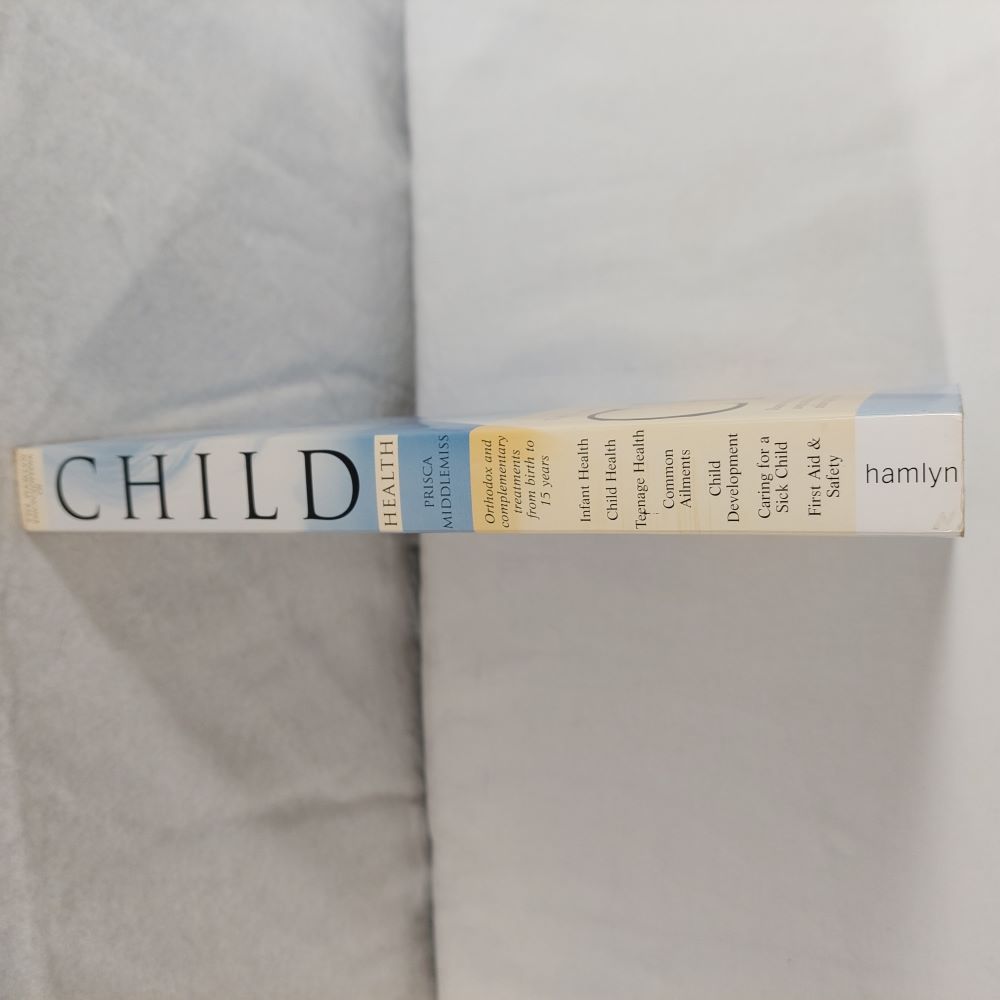 CHILD
HEALTH
PRISCA
MIDDLEMISS
Orthodox and
complementary
treatments
from birth to
15 years
Infant Health
Child Health
Teenage Health
Common
Ailments
Child
Development
Caring for a
Sick Child
First Aid &
Safety
hamlyn